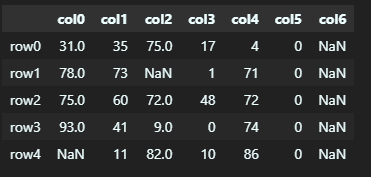 col0 col1 col2 col3 col4 col5 col6
row0 31.0 35 75.0 17 4 0 NaN
row1 78.0 73 NaN 1 71 0 NaN
row2 75.0 60 72.0 48 72 0 NaN
row3 93.0 41 9.0 0 74 0 NaN
row4 NaN 11 82.0 10 86 0 NaN